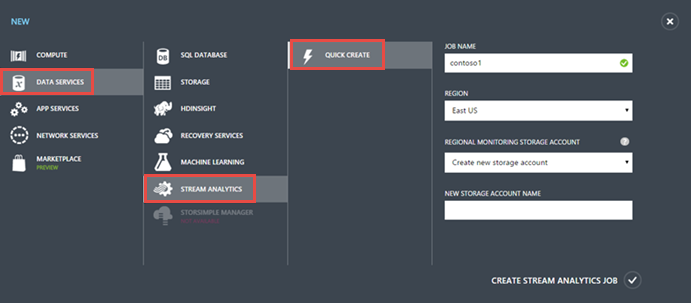 NEW
COMPUTE
DATA SERVICES
APP SERVICES
NETWORK SERVICES
MARKETPLACE
PREVIEW
SQL DATABASE
DB
STORAGE
HDINSIGHT
RECOVERY SERVICES
MACHINE LEARNING
STREAM ANALYTICS
STORSIMPLE MANAGER
QUICK CREATE
JOB NAME
contoso1
REGION
East US
REGIONAL MONITORING STORAGE ACCOUNT
?
Create new storage account
NEW STORAGE ACCOUNT NAME
CREATE STREAM ANALYTICS JOB